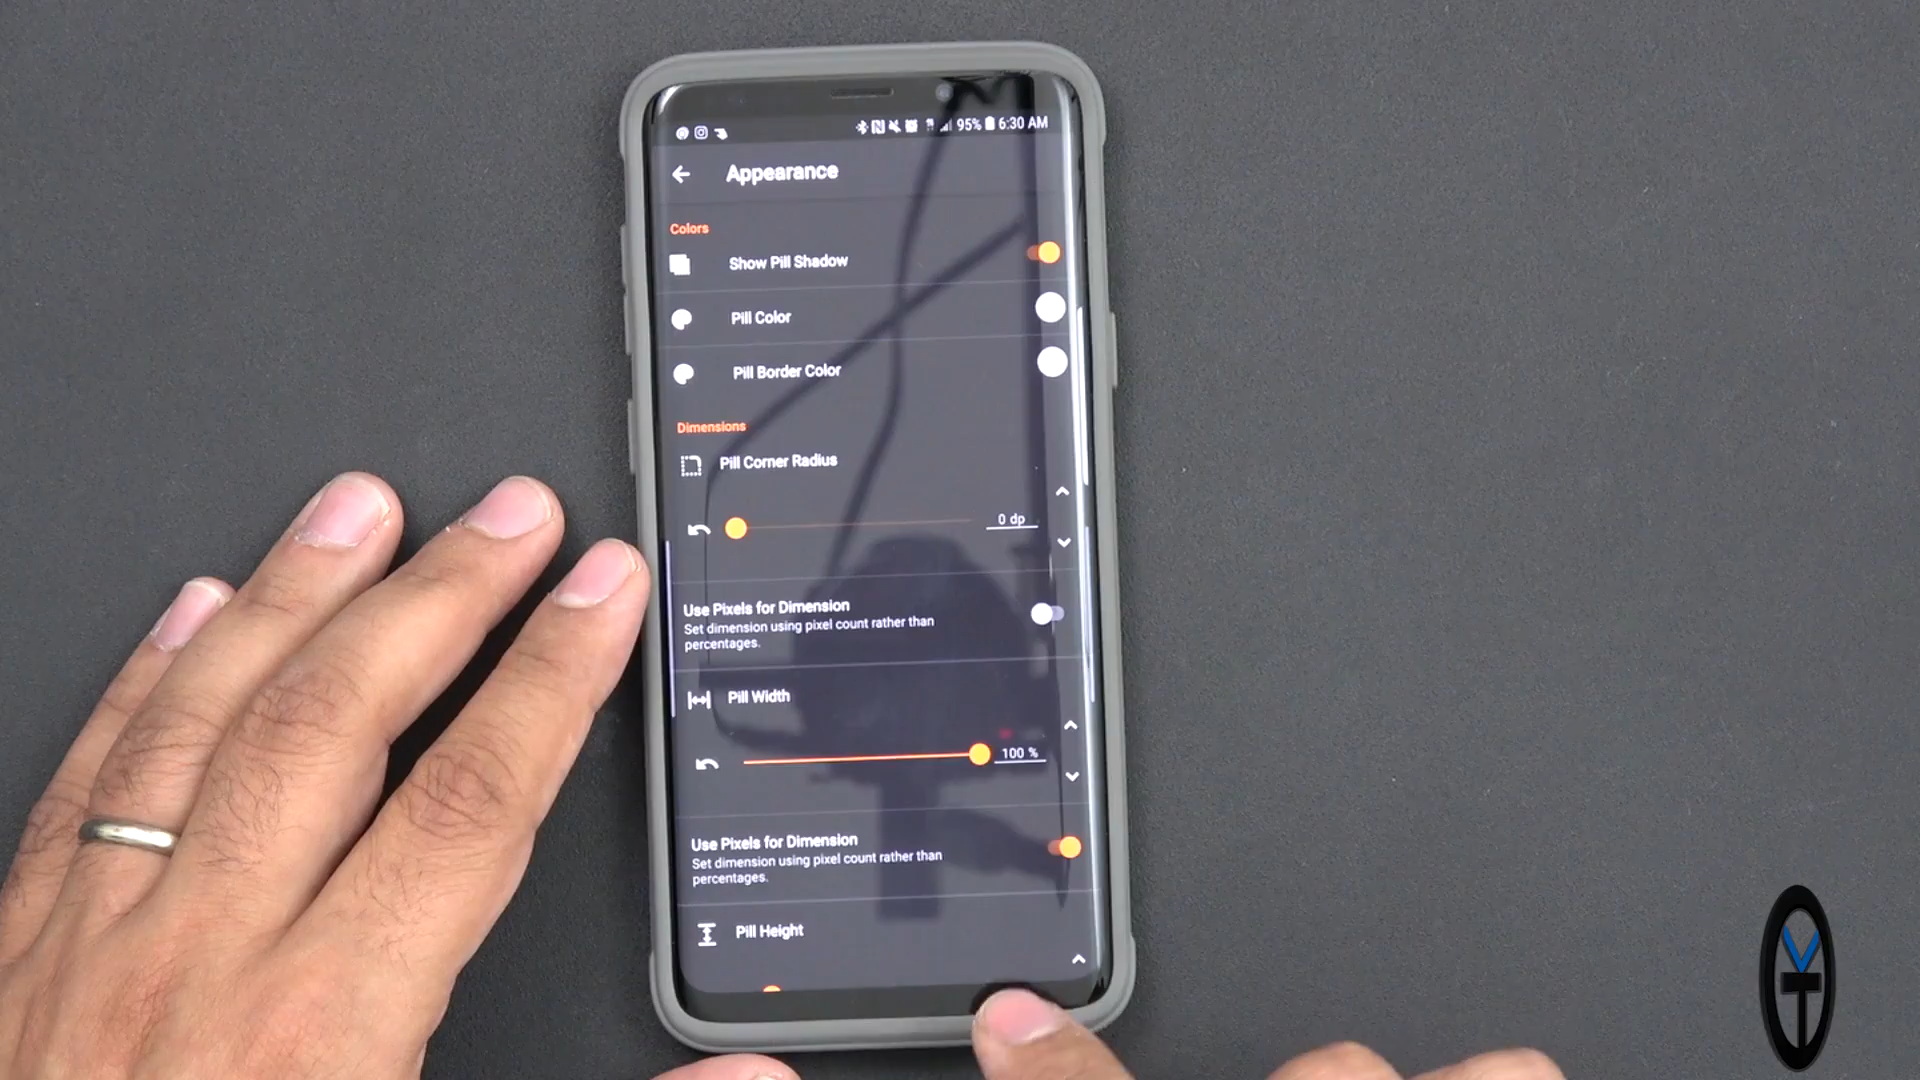 95% 6:30 AM
Appearance
Colors
Show Pill Shadow
Pill Color
Pill Border Color
Dimensions
Pill Corner Radius
0 dp
Use Pixels for Dimension
Set dimension using pixel count rather than
percentages.
Pill Width
100 %
Use Pixels for Dimension
Set dimension using pixel count rather than
percentages.
Pill Height
VT